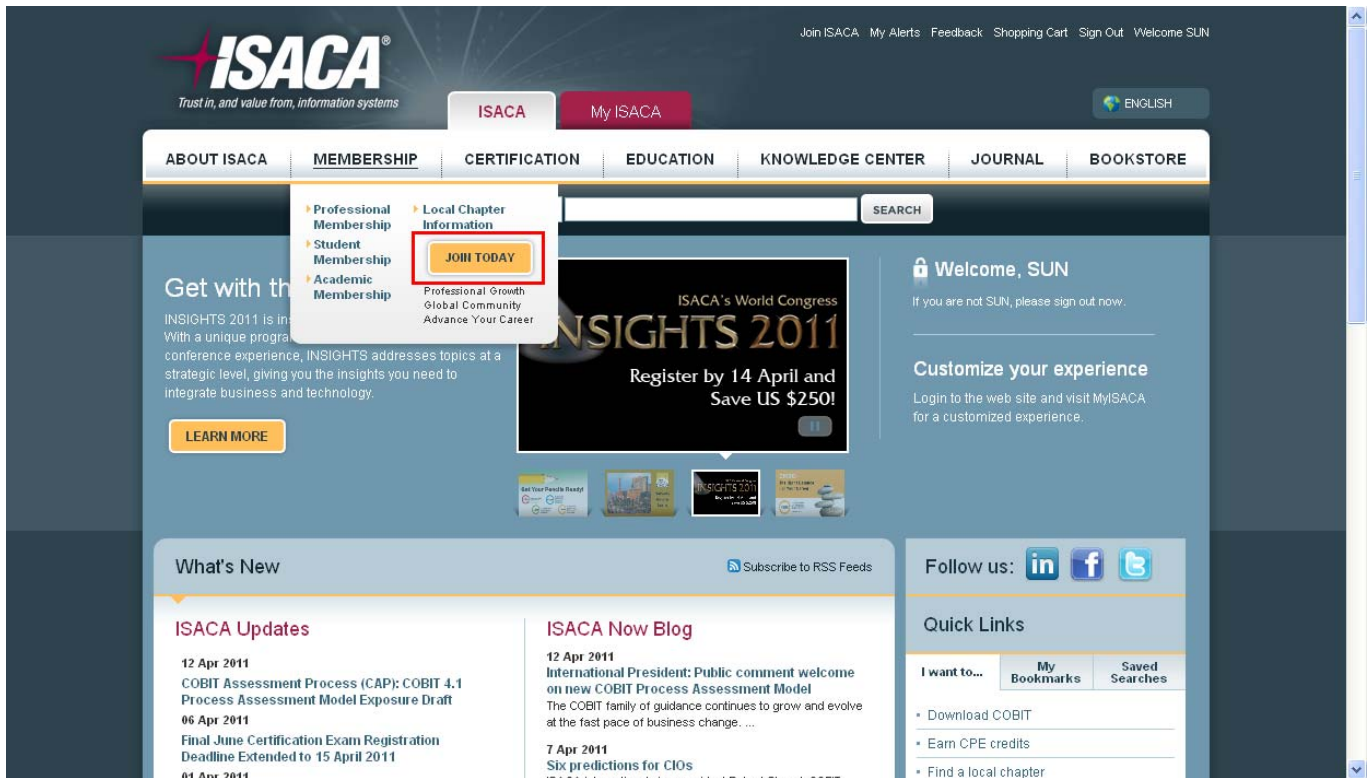 Join ISACA My Alerts Feedback Shopping Cart Sign Out Welcome SUN
ISACA®
Trust in, and value from, information systems
ISACA
My ISACA
ENGLISH
ABOUT ISACA
MEMBERSHIP
CERTIFICATION
EDUCATION
KNOWLEDGE CENTER
JOURNAL
BOOKSTORE
Professional
Membership
Student
Membership
Academic
Membership
Local Chapter
Information
JOIN TODAY
Professional Growth
Global Community
Advance Your Career
SEARCH
Get with th
INSIGHTS 2011 is in
With a unique progra
conference experience, INSIGHTS addresses topics at a
strategic level, giving you the insights you need to
integrate business and technology.
LEARN MORE
ISACA's World Congress
INSIGHTS 2011
Register by 14 April and
Save US $250!
Get Your Pencils Ready!
INSIGHTS 2011
Welcome, SUN
If you are not SUN, please sign out now.
Customize your experience
Login to the web site and visit MyISACA
for a customized experience.
What's New
Subscribe to RSS Feeds
ISACA Updates
12 Apr 2011
COBIT Assessment Process (CAP): COBIT 4.1
Process Assessment Model Exposure Draft
06 Apr 2011
Final June Certification Exam Registration
Deadline Extended to 15 April 2011
01 Apr 2011
ISACA Now Blog
12 Apr 2011
International President: Public comment welcome
on new COBIT Process Assessment Model
The COBIT family of guidance continues to grow and evolve
at the fast pace of business change. ...
7 Apr 2011
Six predictions for CIOs
Follow us: in f t
Quick Links
I want to...
My
Bookmarks
Saved
Searches
Download COBIT
Earn CPE credits
Find a local chapter